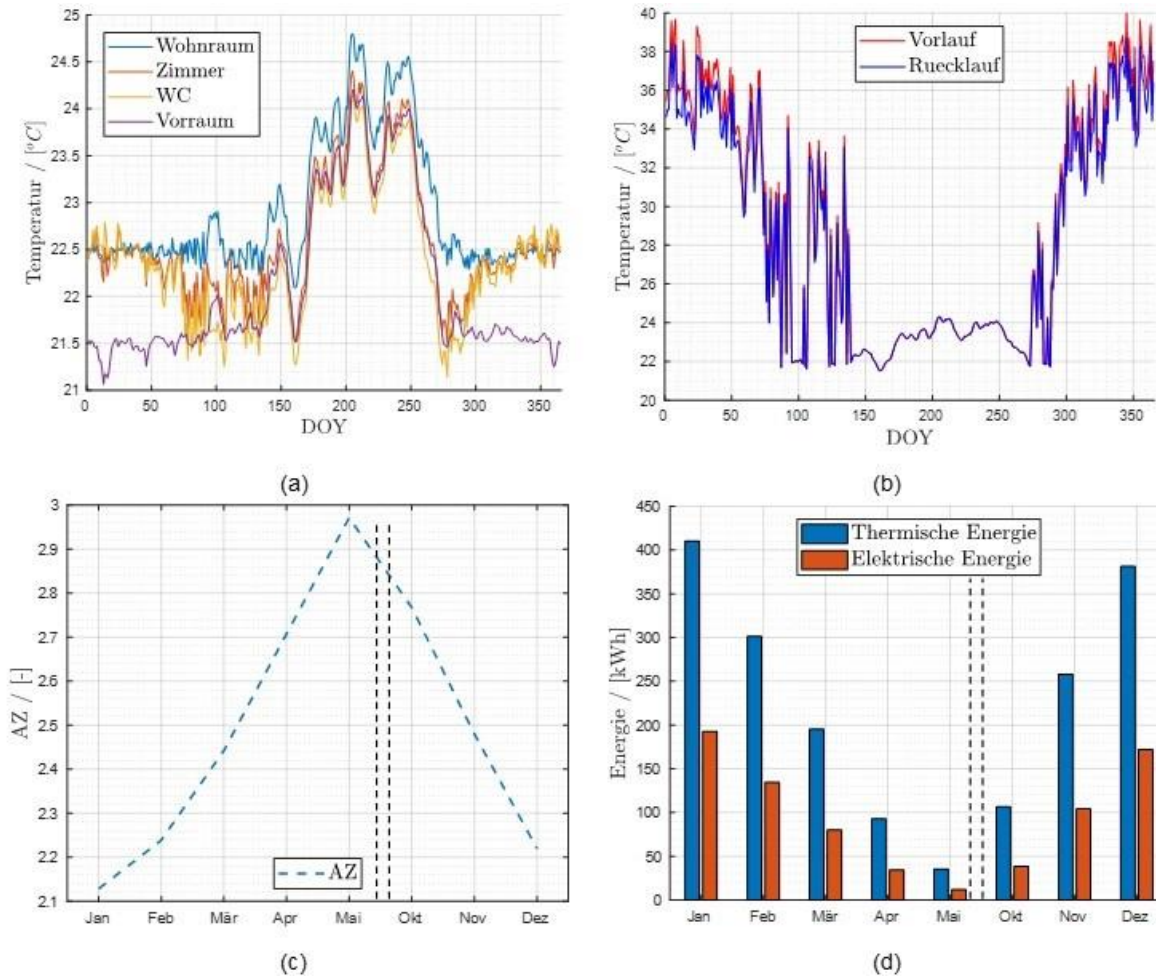 25
24.5
24
23.5
23
22.5
22
21.5
21
Temperatur / [°C]
Wohnraum
Zimmer
WC
Vorraum
0 50 100 150 200 250 300 350
DOY
(a)
40
38
36
34
32
30
28
26
24
22
20
Temperatur / [°C]
Vorlauf
Ruecklauf
0 50 100 150 200 250 300 350
DOY
(b)
3
2.9
2.8
2.7
2.6
2.5
2.4
2.3
2.2
2.1
AZ / [-]
AZ
Jan Feb Mär Apr Mai Okt Nov Dez
(c)
450
400
350
300
250
200
150
100
50
0
Energie / [kWh]
Thermische Energie
Elektrische Energie
Jan Feb Mär Apr Mai Okt Nov Dez
(d)